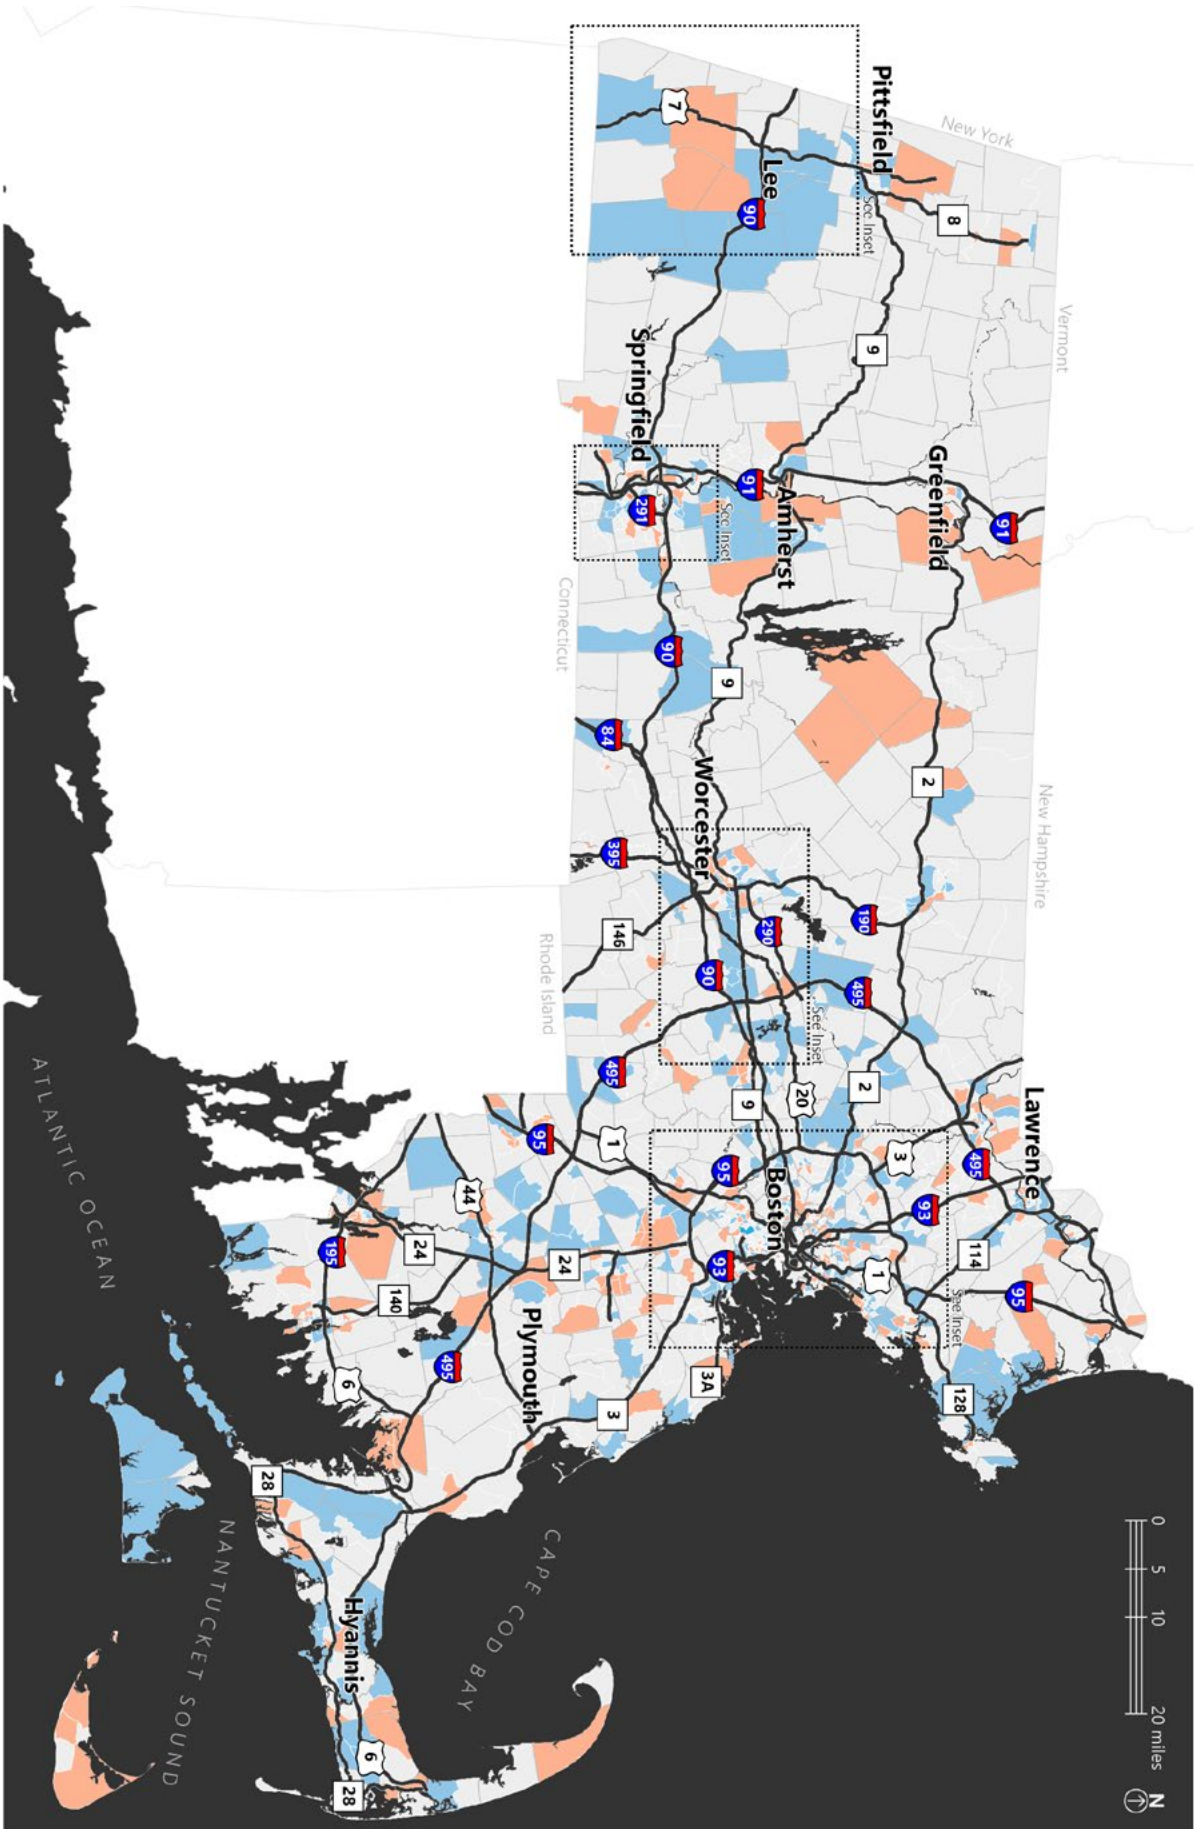 New York
Vermont
New Hampshire
Pittsfield
See Inset
8
7
Lee
90
9
Springfield
Greenfield
91
91
Amherst
See Inset
291
Connecticut
90
9
84
2
Worcester
395
190
290
146
90
495
See Inset
Rhode Island
495
2
20
9
Lawrence
95
1
3
495
95
Boston
93
44
114
195
24
24
93
1
95
140
See Inset
Plymouth
495
6
3A
128
3
28
Hyannis
6
28
ATLANTIC OCEAN
NANTUCKET SOUND
CAPE COD BAY
0 5 10 20 miles
N